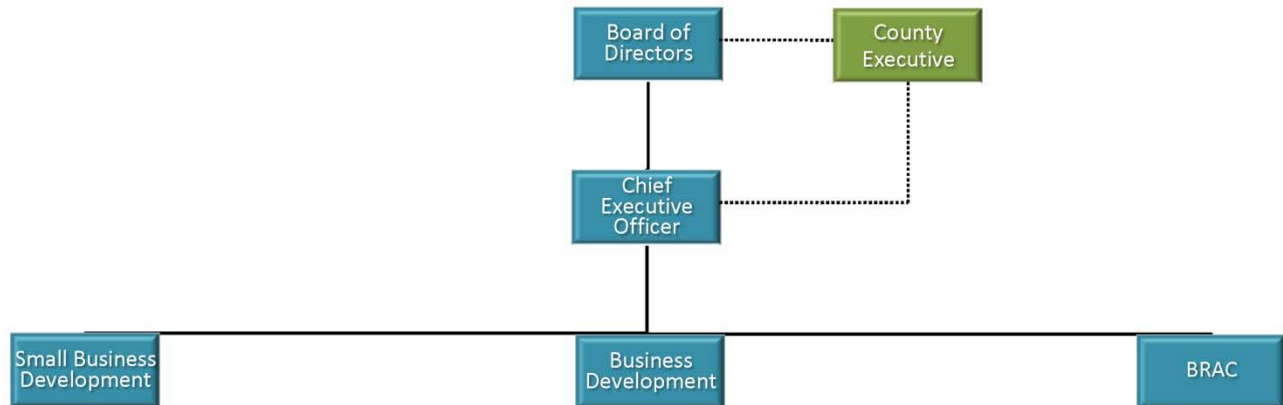 Board of
Directors
County
Executive
Chief
Executive
Officer
Small Business
Development
Business
Development
BRAC